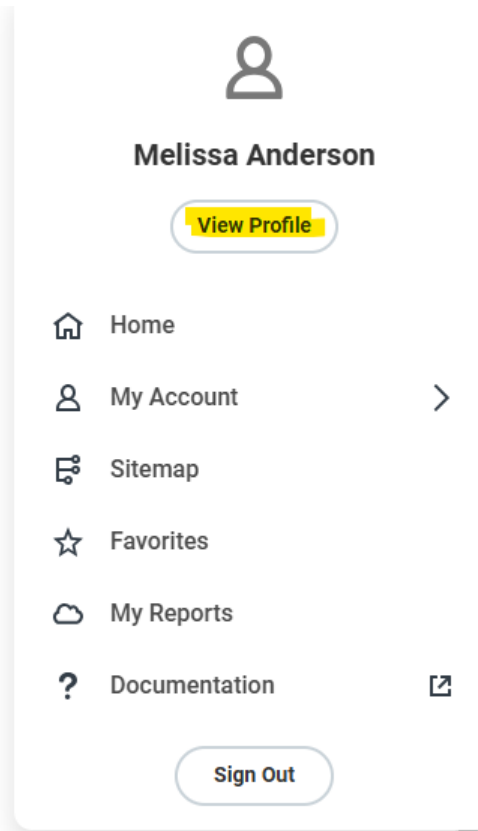 Melissa Anderson
View Profile
Home
My Account
Sitemap
Favorites
My Reports
Documentation
Sign Out